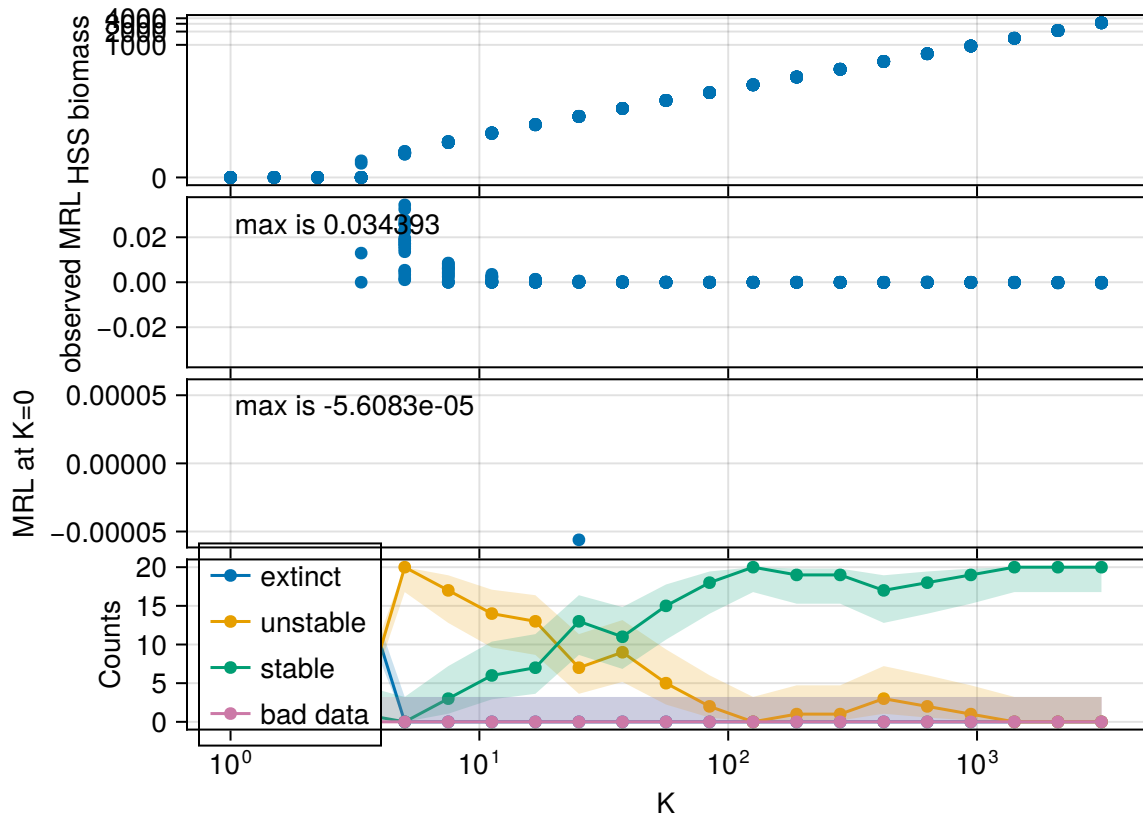 4000
3000
2000
1000
0
HSS biomass
max is 0.034393
0.02
0.00
−0.02
observed MRL
max is -5.6083e-05
0.00005
0.00000
−0.00005
MRL at K=0
20
15
10
5
0
Counts
extinct
unstable
stable
bad data
10⁰ 10¹ 10² 10³
K